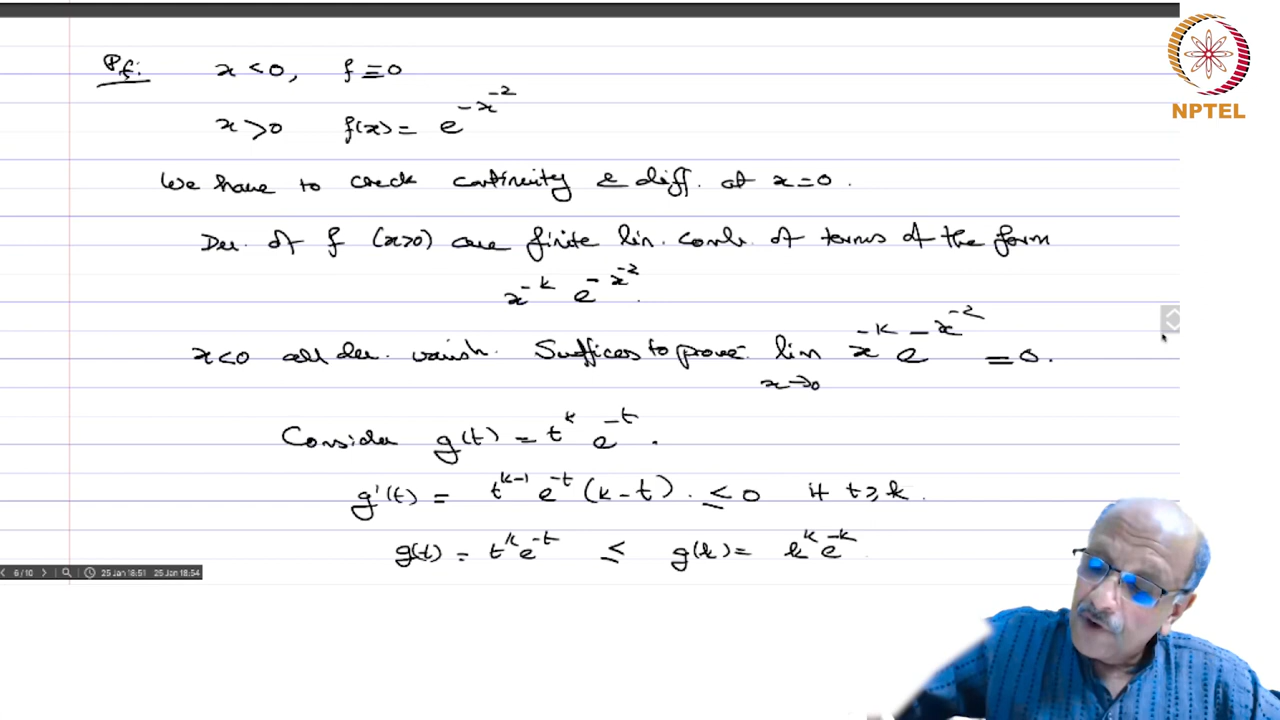 Pf: x < 0, f ≡ 0
NPTEL
x > 0 f(x) = e^{-x^{-2}}
We have to check continuity & diff. at x=0.
Der. of f (x>0) are finite lin. comb. of terms of the form
x^{-k} e^{-x^{-2}}.
x<0 all der. vanish. Suffices to prove: lim_{x→0} x^{-k} e^{-x^{-2}} = 0.
Consider g(t) = t^k e^{-t}.
g'(t) = t^{k-1} e^{-t} (k-t). ≤ 0 if t ≥ k.
g(t) = t^k e^{-t} ≤ g(k) = k^k e^{-k}
6/10 25 Jan 18:51 25 Jan 18:54